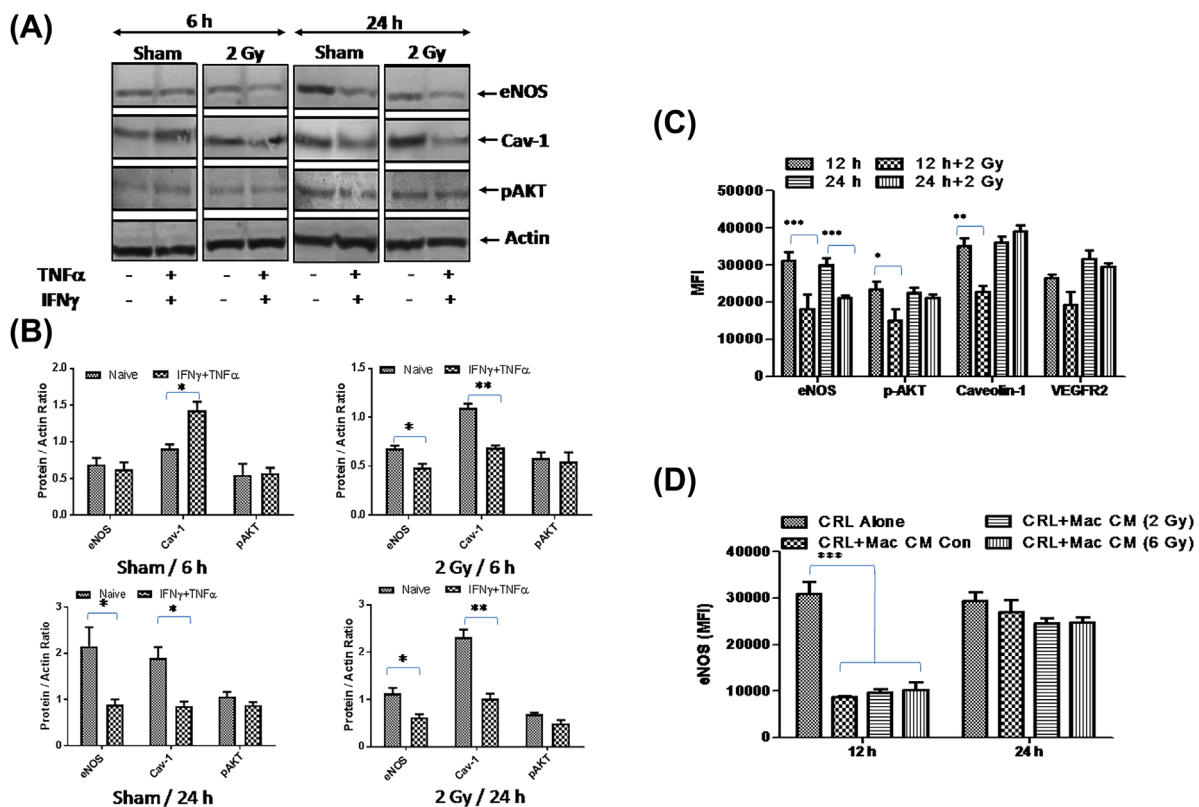 (A)
6 h 24 h
Sham 2 Gy Sham 2 Gy
eNOS
Cav-1
pAKT
Actin
TNFα - + - + - + - +
IFNγ - + - + - + - +
(B)
2.0
1.5
1.0
0.5
0.0
Protein / Actin Ratio
Naive IFNγ+TNFα
*
eNOS Cav-1 pAKT
Sham / 6 h
1.5
1.0
0.5
0.0
Protein / Actin Ratio
Naive IFNγ+TNFα
* **
eNOS Cav-1 pAKT
2 Gy / 6 h
3
2
1
0
Protein / Actin Ratio
Naive IFNγ+TNFα
* *
eNOS Cav-1 pAKT
Sham / 24 h
3
2
1
0
Protein / Actin Ratio
Naive IFNγ+TNFα
* **
eNOS Cav-1 pAKT
2 Gy / 24 h
(C)
12 h 12 h+2 Gy
24 h 24 h+2 Gy
50000
40000
30000
20000
10000
0
MFI
*** *** * **
eNOS p-AKT Caveolin-1 VEGFR2
(D)
CRL Alone CRL+Mac CM (2 Gy)
CRL+Mac CM Con CRL+Mac CM (6 Gy)
40000
30000
20000
10000
0
eNOS (MFI)
***
12 h 24 h